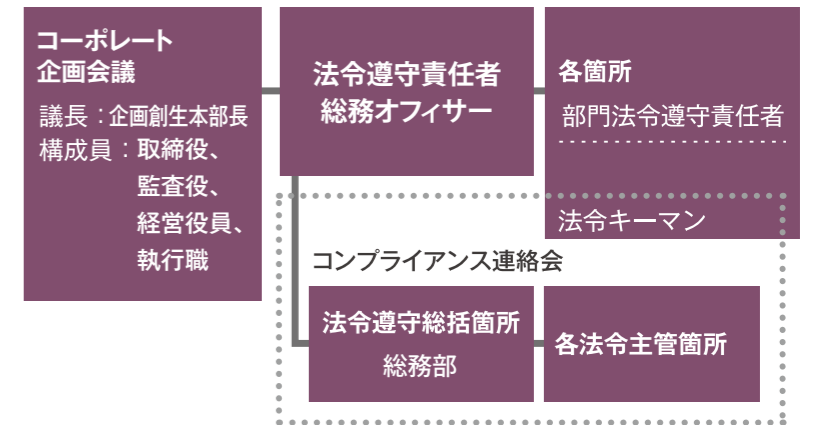 コーポレート
企画会議
議長：企画創生本部長
構成員：取締役、
監査役、
経営役員、
執行職
法令遵守責任者
総務オフィサー
各箇所
部門法令遵守責任者
法令キーマン
コンプライアンス連絡会
法令遵守総括箇所
総務部
各法令主管箇所